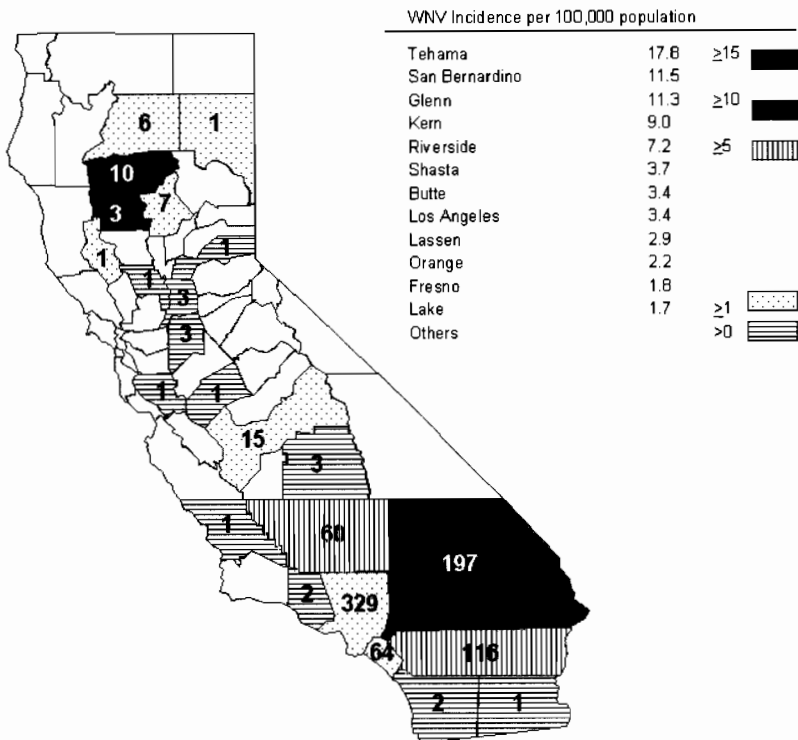 WNV Incidence per 100,000 population
Tehama 17.8 ≥15
San Bernardino 11.5
Glenn 11.3 ≥10
Kern 9.0
Riverside 7.2 ≥5
Shasta 3.7
Butte 3.4
Los Angeles 3.4
Lassen 2.9
Orange 2.2
Fresno 1.8
Lake 1.7 ≥1
Others >0
6 1
10
3 7
1 1
1
3
3
1 1
15
3
1 60
197
2 329
64 116
2 1